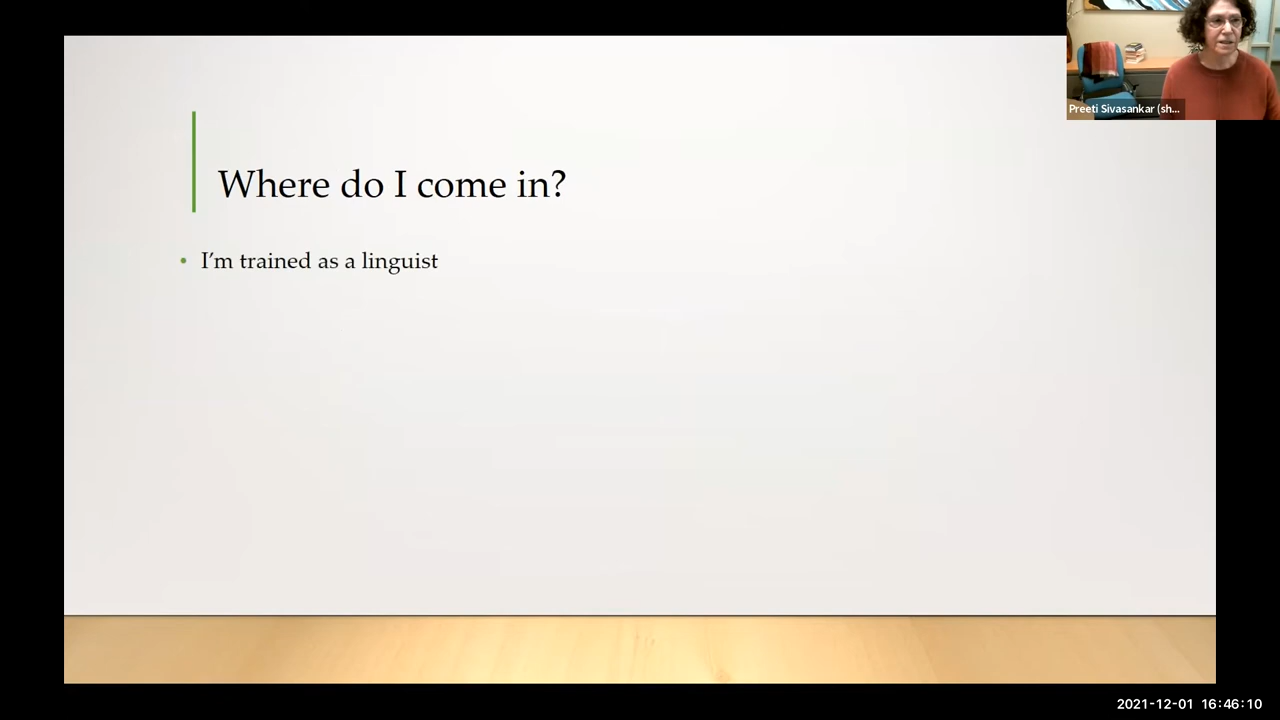 Preeti Sivasankar (sh...
Where do I come in?
• I’m trained as a linguist
2021-12-01 16:46:10